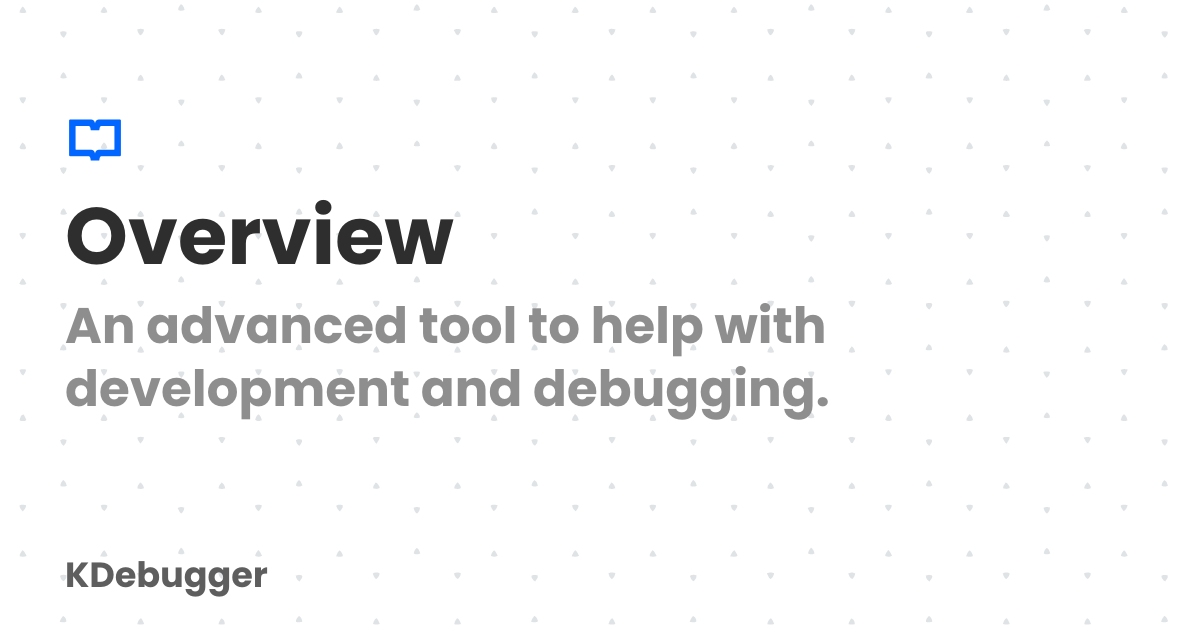 Overview
An advanced tool to help with
development and debugging.
KDebugger